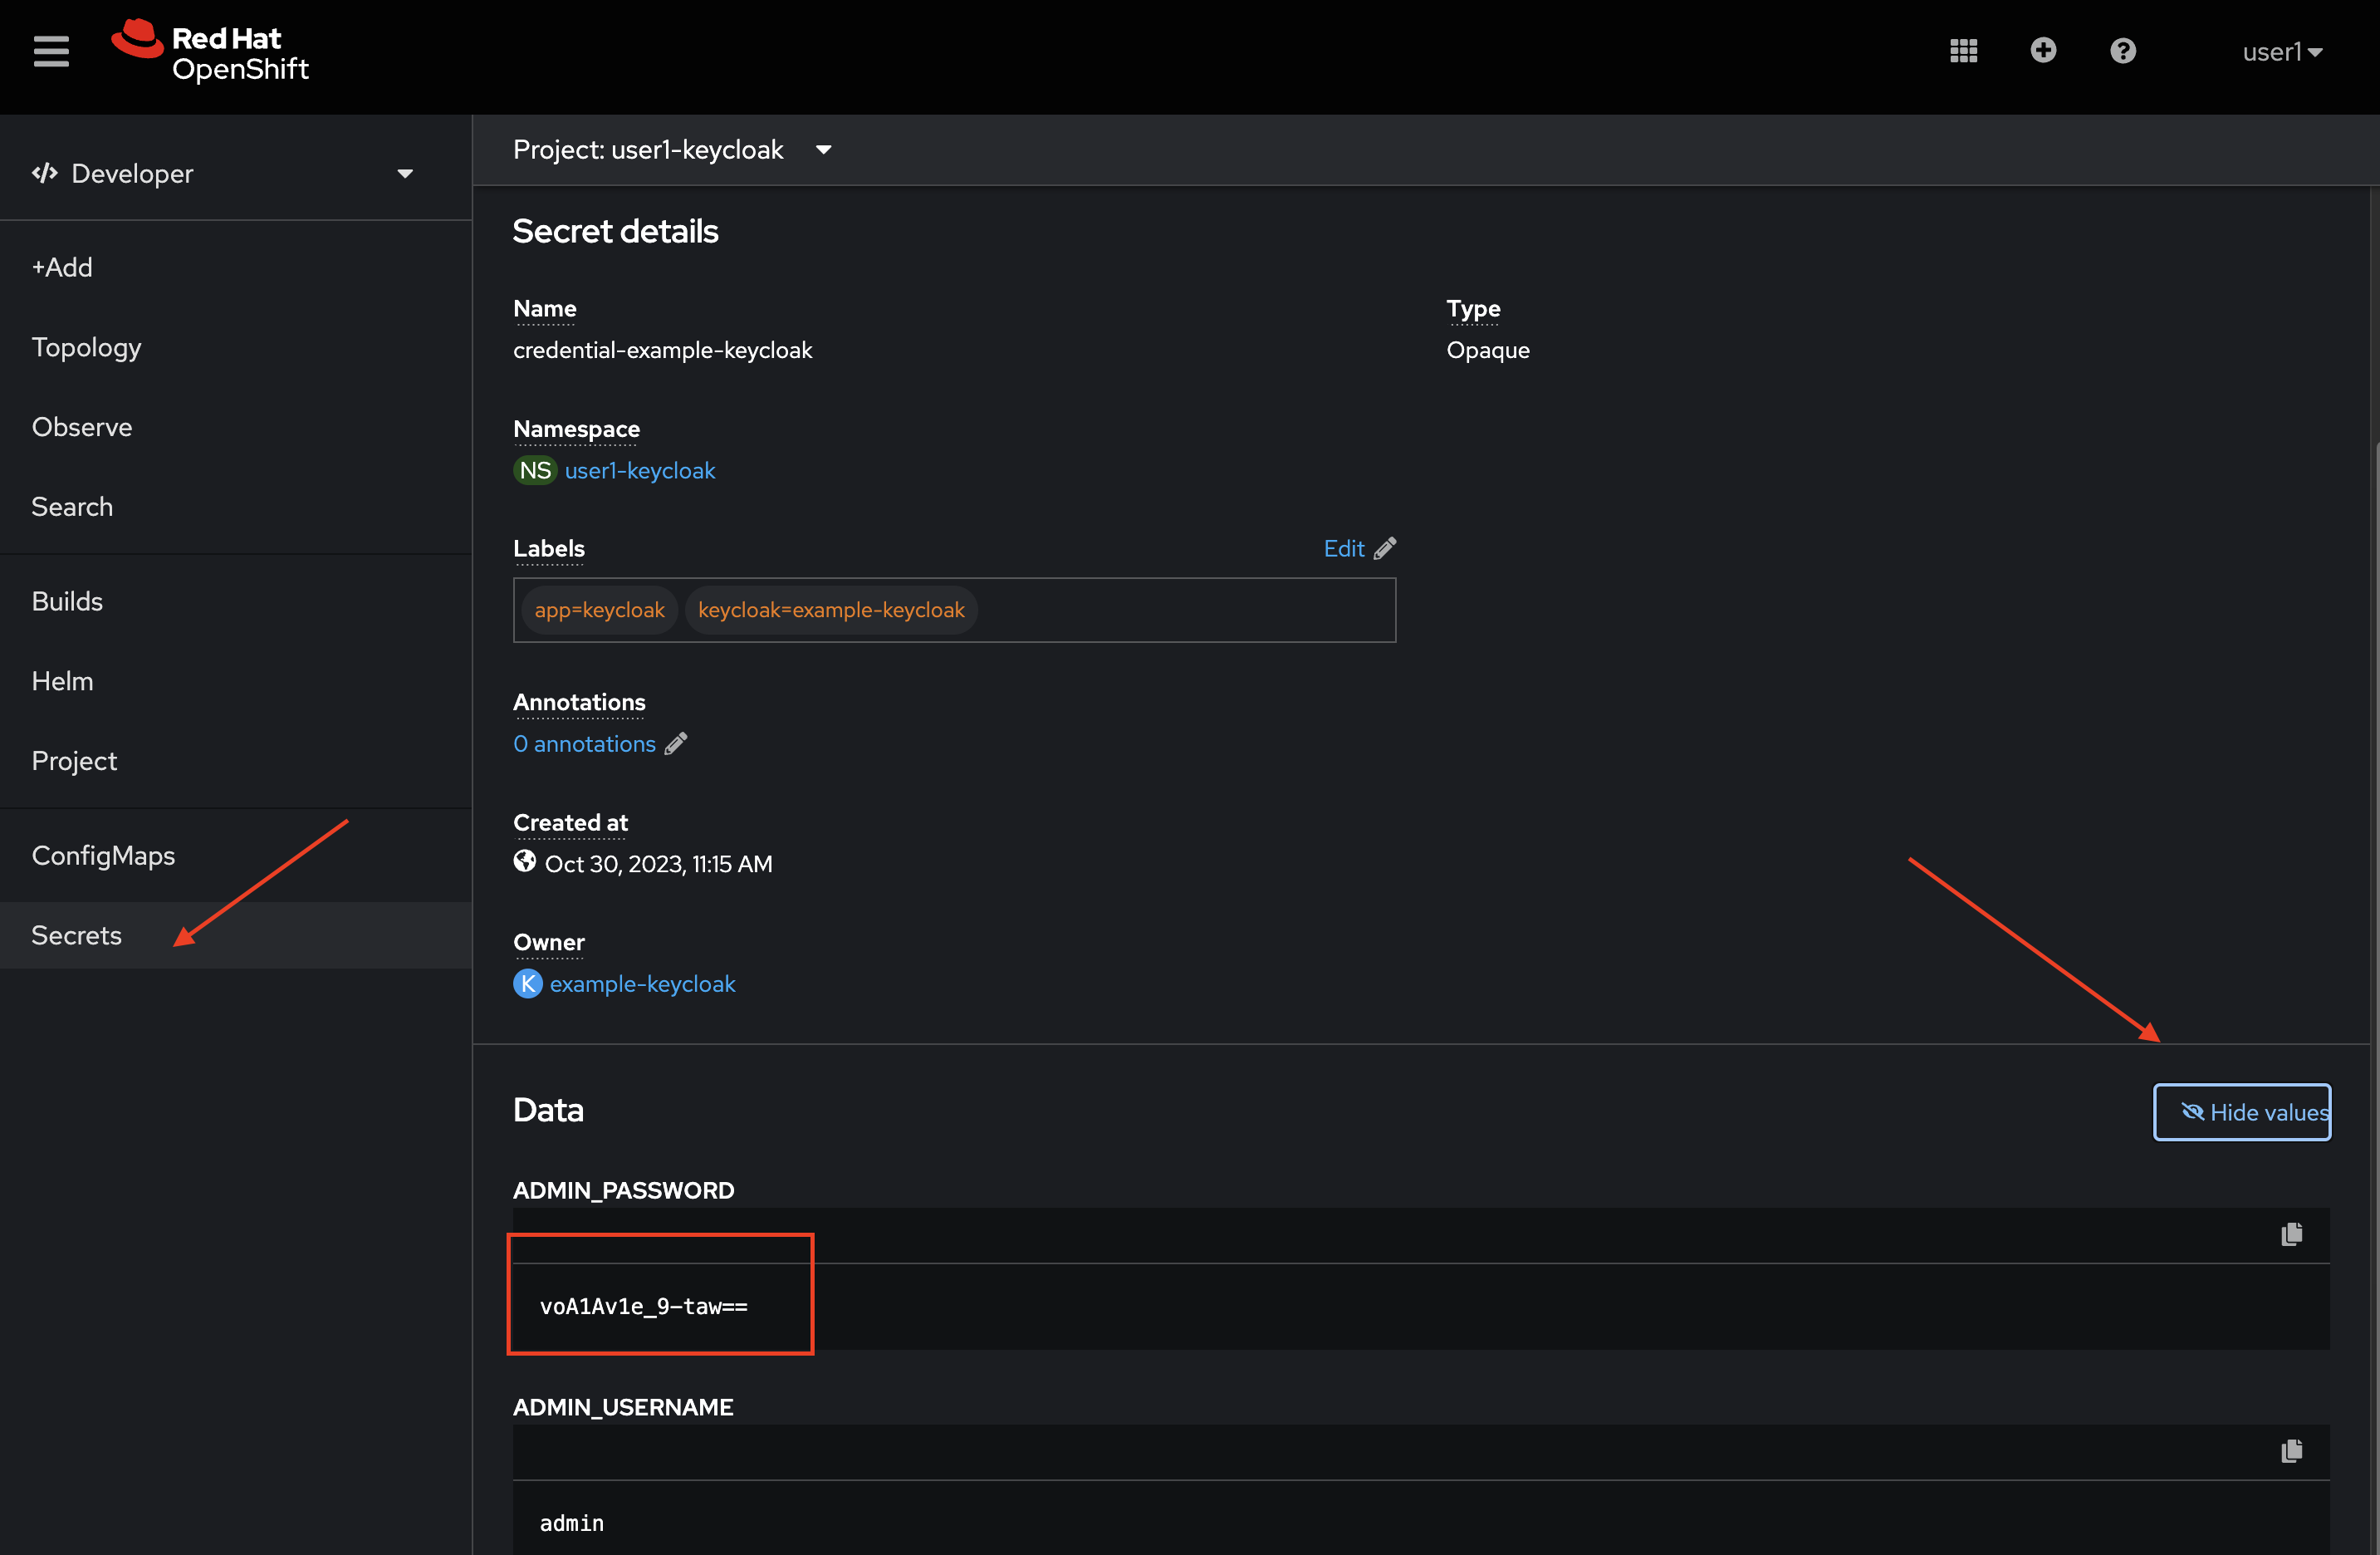 Red Hat
OpenShift
user1
Developer
+Add
Topology
Observe
Search
Builds
Helm
Project
ConfigMaps
Secrets
Project: user1-keycloak
Secret details
Name
credential-example-keycloak
Type
Opaque
Namespace
NS user1-keycloak
Labels
Edit
app=keycloak keycloak=example-keycloak
Annotations
0 annotations
Created at
Oct 30, 2023, 11:15 AM
Owner
K example-keycloak
Data
Hide values
ADMIN_PASSWORD
voA1Av1e_9-taw==
ADMIN_USERNAME
admin